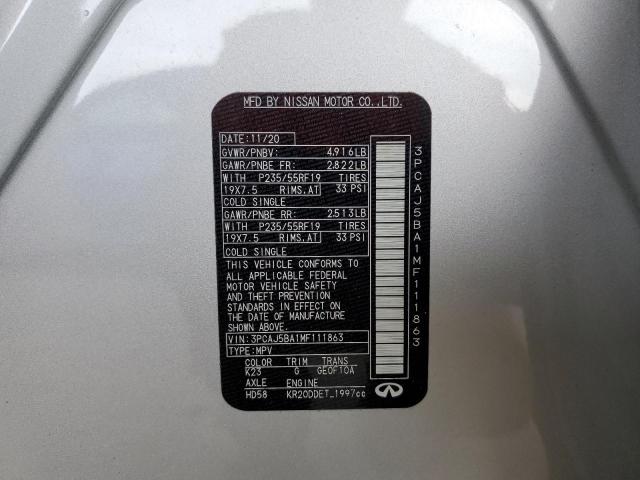 MFD BY NISSAN MOTOR CO.,LTD.
DATE: 11/20
GVWR/PNBV: 4,916LB
GAWR/PNBE FR: 2,822LB
WITH P235/55RF19 TIRES
19X7.5 RIMS,AT 33 PSI
COLD SINGLE
GAWR/PNBE RR: 2,513LB
WITH P235/55RF19 TIRES
19X7.5 RIMS,AT 33 PSI
COLD SINGLE
THIS VEHICLE CONFORMS TO
ALL APPLICABLE FEDERAL
MOTOR VEHICLE SAFETY
AND THEFT PREVENTION
STANDARDS IN EFFECT ON
THE DATE OF MANUFACTURE
SHOWN ABOVE.
VIN: 3PCAJ5BA1MF111863
TYPE: MPV
COLOR TRIM TRANS
K23 G GE0F10A
AXLE ENGINE
HD58 KR20DDET_1997cc
3PCAJ5BA1MF111863